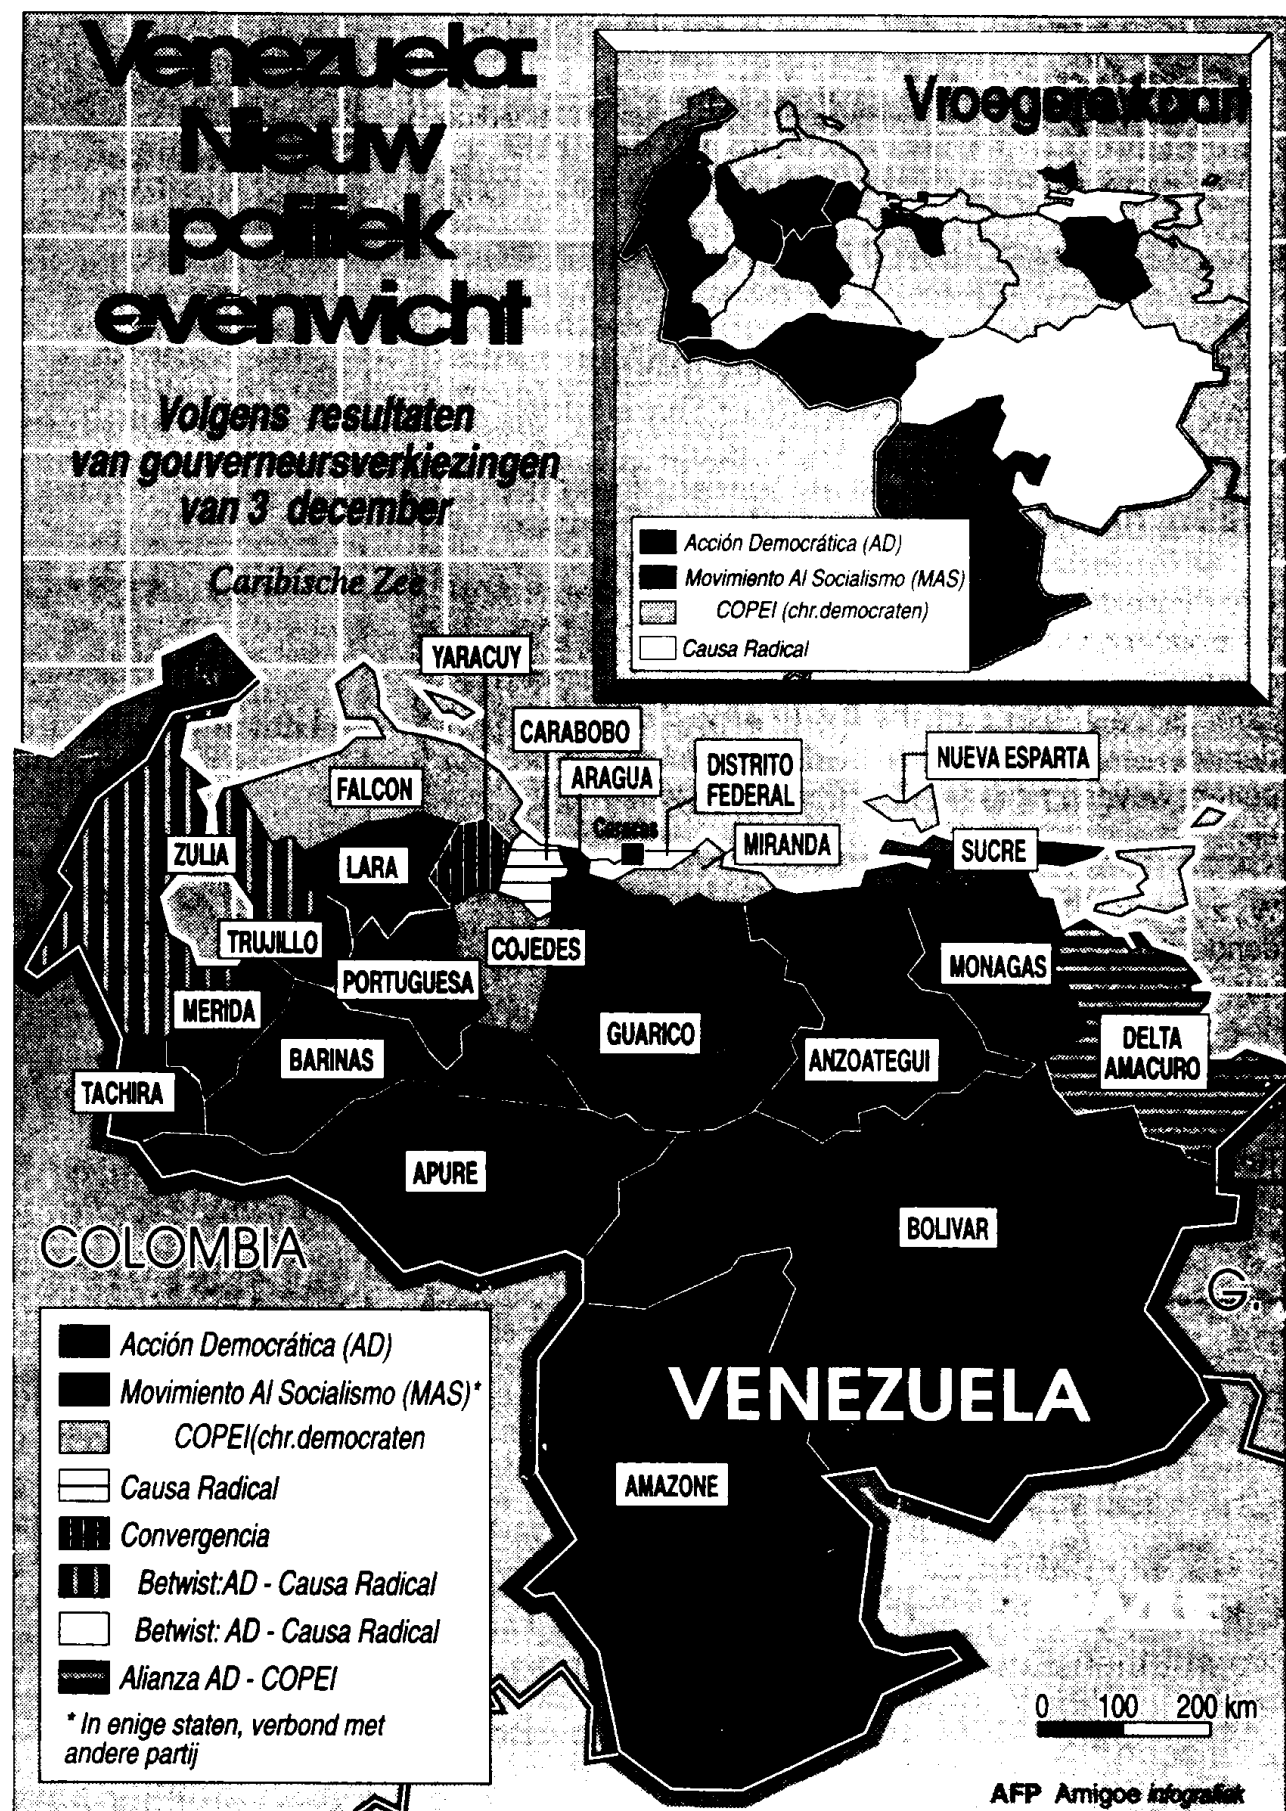 Venezuela:
Nieuw
politiek
evenwicht
Volgens resultaten
van gouverneursverkiezingen
van 3 december
Caribische Zee
Vroegere kaart
Acción Democrática (AD)
Movimiento Al Socialismo (MAS)
COPEI (chr.democraten)
Causa Radical
YARACUY
CARABOBO
ARAGUA
DISTRITO
FEDERAL
NUEVA ESPARTA
FALCON
Caracas
MIRANDA
SUCRE
ZULIA
LARA
TRUJILLO
COJEDES
MONAGAS
PORTUGUESA
MERIDA
GUARICO
DELTA
AMACURO
BARINAS
ANZOATEGUI
TACHIRA
APURE
BOLIVAR
COLOMBIA
G.
VENEZUELA
AMAZONE
Acción Democrática (AD)
Movimiento Al Socialismo (MAS)*
COPEI(chr.democraten
Causa Radical
Convergencia
Betwist:AD - Causa Radical
Betwist: AD - Causa Radical
Alianza AD - COPEI
* In enige staten, verbond met
andere partij
0 100 200 km
AFP Amigoe infografiek